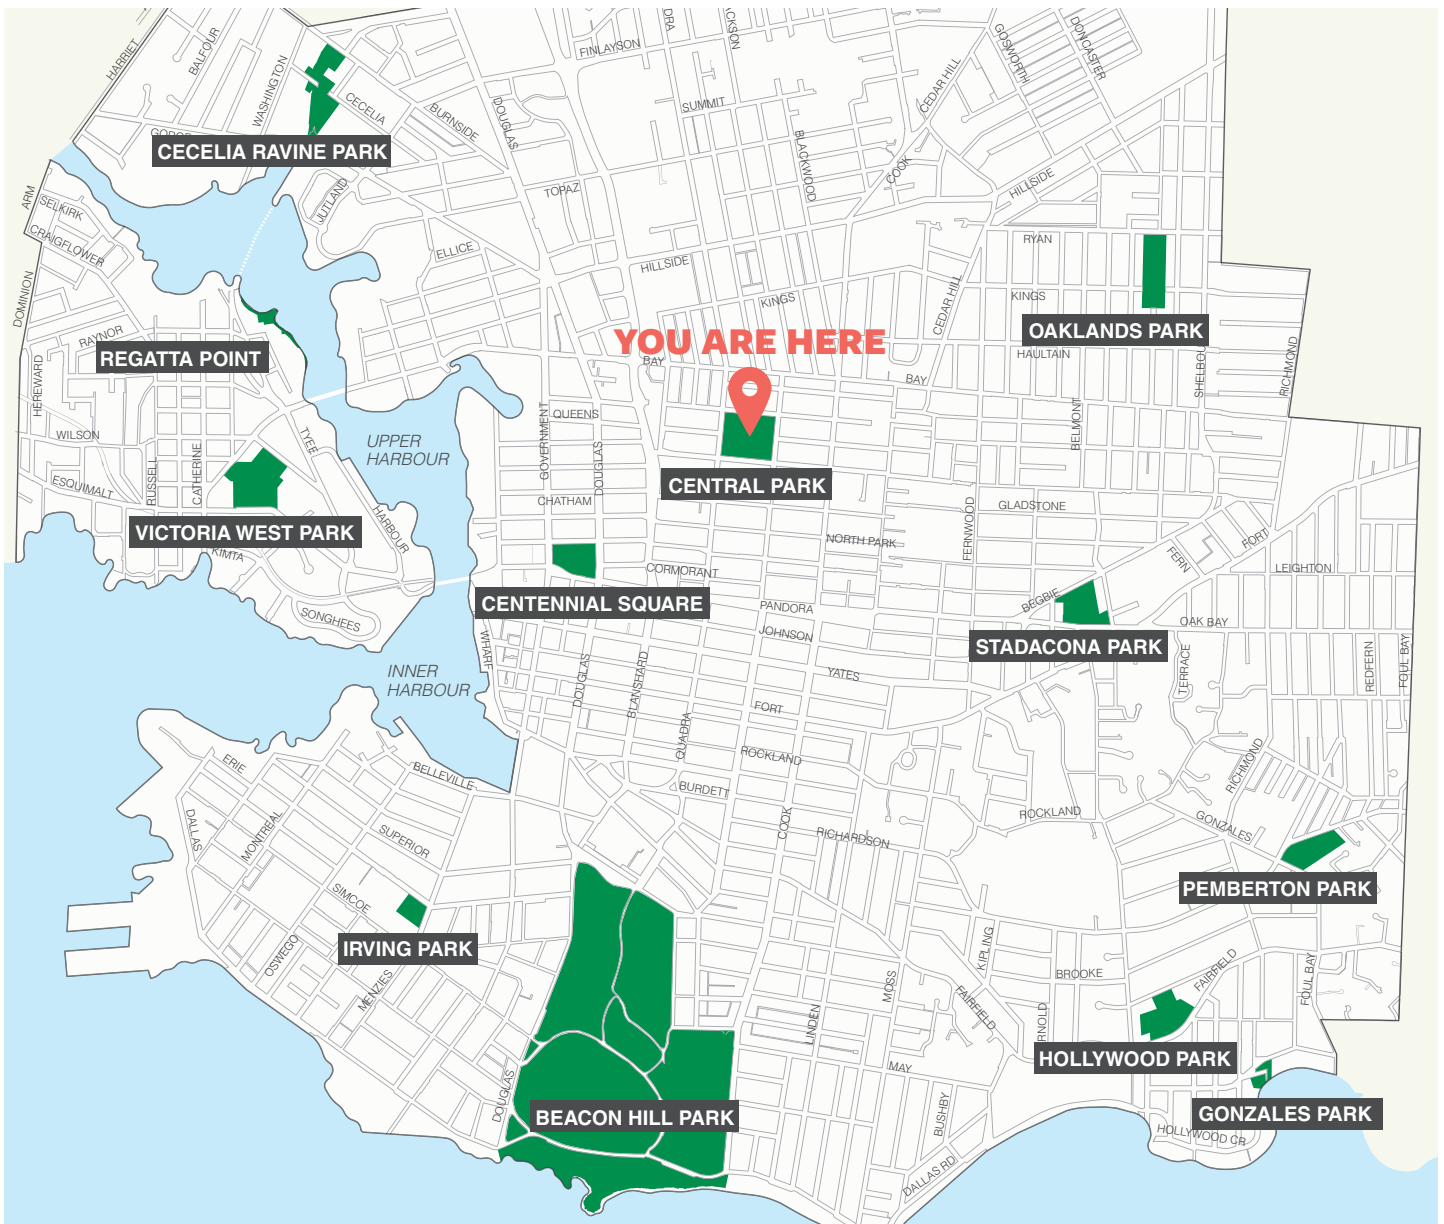 HARRIET
BALFOUR
WASHINGTON
CECELIA
BURNSIDE
DOUGLAS
FINLAYSON
SUMMIT
BLACKWOOD
CEDAR HILL
GOSWORTH
DONCASTER
COOK
HILLSIDE
TOPAZ
CECELIA RAVINE PARK
JUTLAND
ARM
SELKIRK
CRAIGFLOWER
DOMINION
ELLICE
HILLSIDE
KINGS
RYAN
KINGS
CEDAR HILL
OAKLANDS PARK
HAULTAIN
RICHMOND
RAYNOR
REGATTA POINT
HEREWARD
YOU ARE HERE
BAY
BAY
BELMONT
WILSON
ESQUIMALT
RUSSELL
CATHERINE
TYEE
HARBOUR
UPPER
HARBOUR
GOVERNMENT
QUEENS
DOUGLAS
CHATHAM
CENTRAL PARK
GLADSTONE
FERNWOOD
NORTH PARK
VICTORIA WEST PARK
KIMTA
SONGHEES
CORMORANT
CENTENNIAL SQUARE
PANDORA
JOHNSON
YATES
FORT
FERN
FORT
LEIGHTON
BEGBIE
OAK BAY
STADACONA PARK
TERRACE
REDFERN
FOUL BAY
WHARF
INNER
HARBOUR
DOUGLAS
BLANSHARD
QUADRA
ROCKLAND
BURDETT
COOK
RICHARDSON
ROCKLAND
RICHMOND
GONZALES
PEMBERTON PARK
ERIE
BELLEVILLE
DALLAS
MONTREAL
SUPERIOR
SIMCOE
IRVING PARK
OSWEGO
MENZIES
DOUGLAS
BEACON HILL PARK
LINDEN
MOSS
KIPLING
FAIRFIELD
BROOKE
FAIRFIELD
FOUL BAY
HOLLYWOOD PARK
MAY
BUSHBY
DALLAS RD
GONZALES PARK
HOLLYWOOD CR